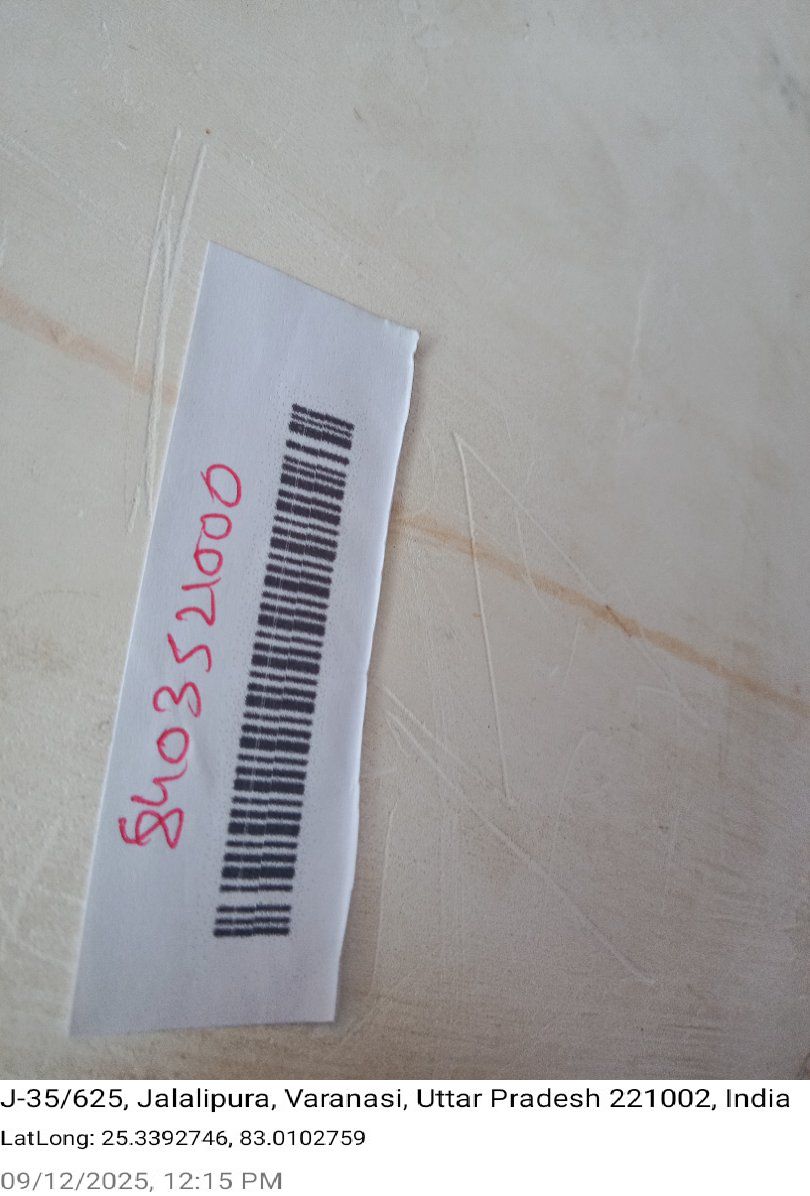 8403521000
J-35/625, Jalalipura, Varanasi, Uttar Pradesh 221002, India
LatLong: 25.3392746, 83.0102759
09/12/2025, 12:15 PM